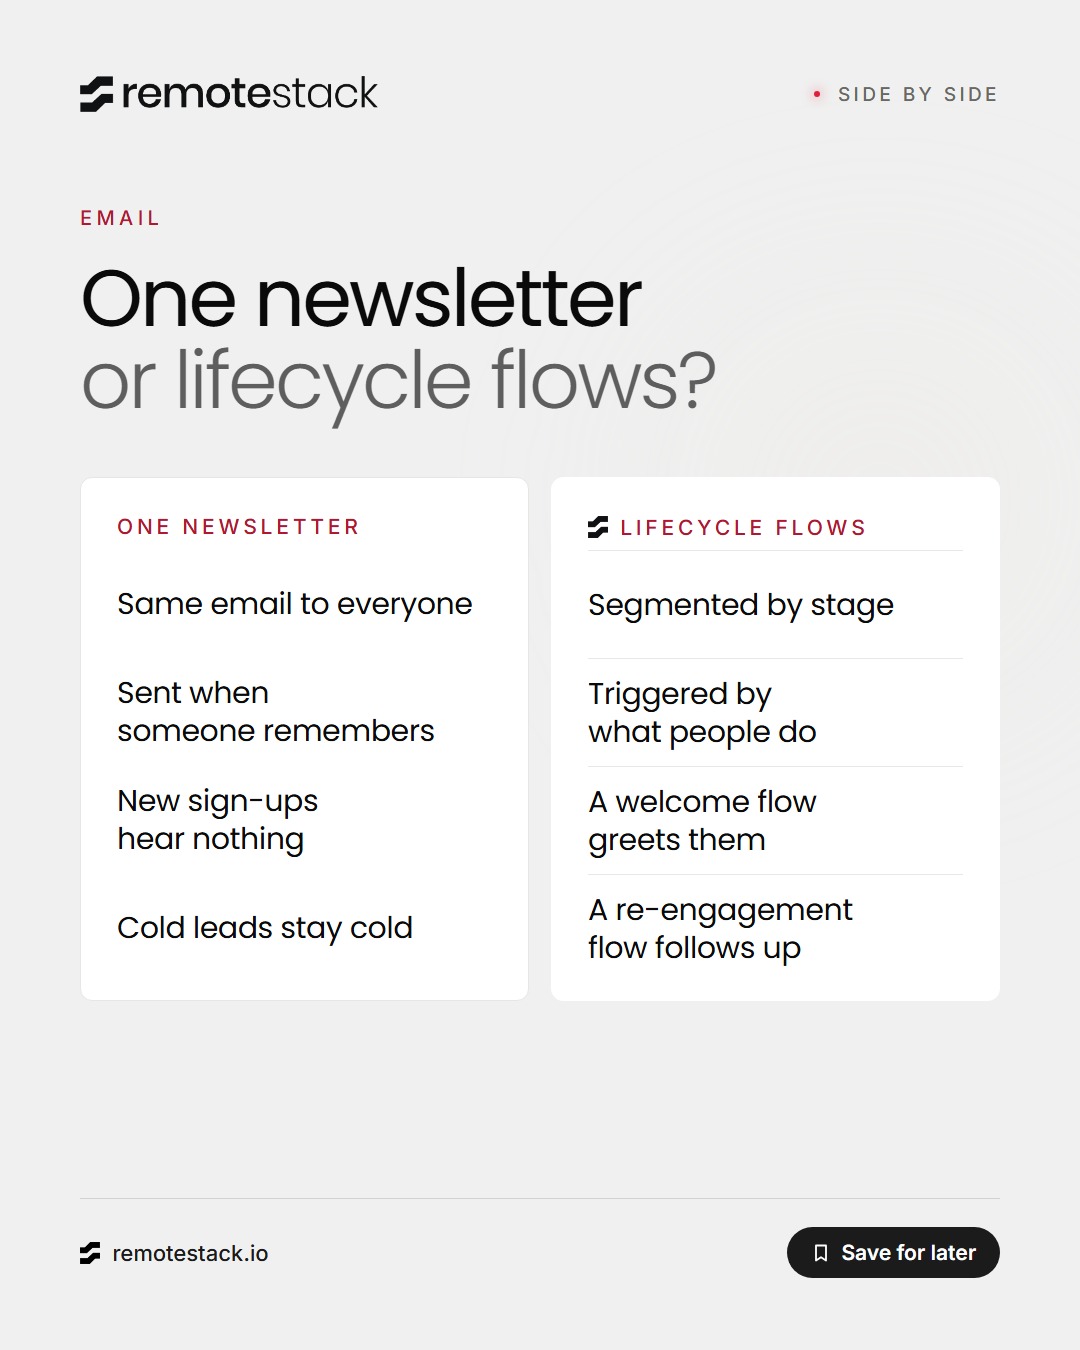 remotestack
SIDE BY SIDE
EMAIL
One newsletter
or lifecycle flows?
ONE NEWSLETTER
Same email to everyone
Sent when
someone remembers
New sign-ups
hear nothing
Cold leads stay cold
LIFECYCLE FLOWS
Segmented by stage
Triggered by
what people do
A welcome flow
greets them
A re-engagement
flow follows up
remotestack.io
Save for later